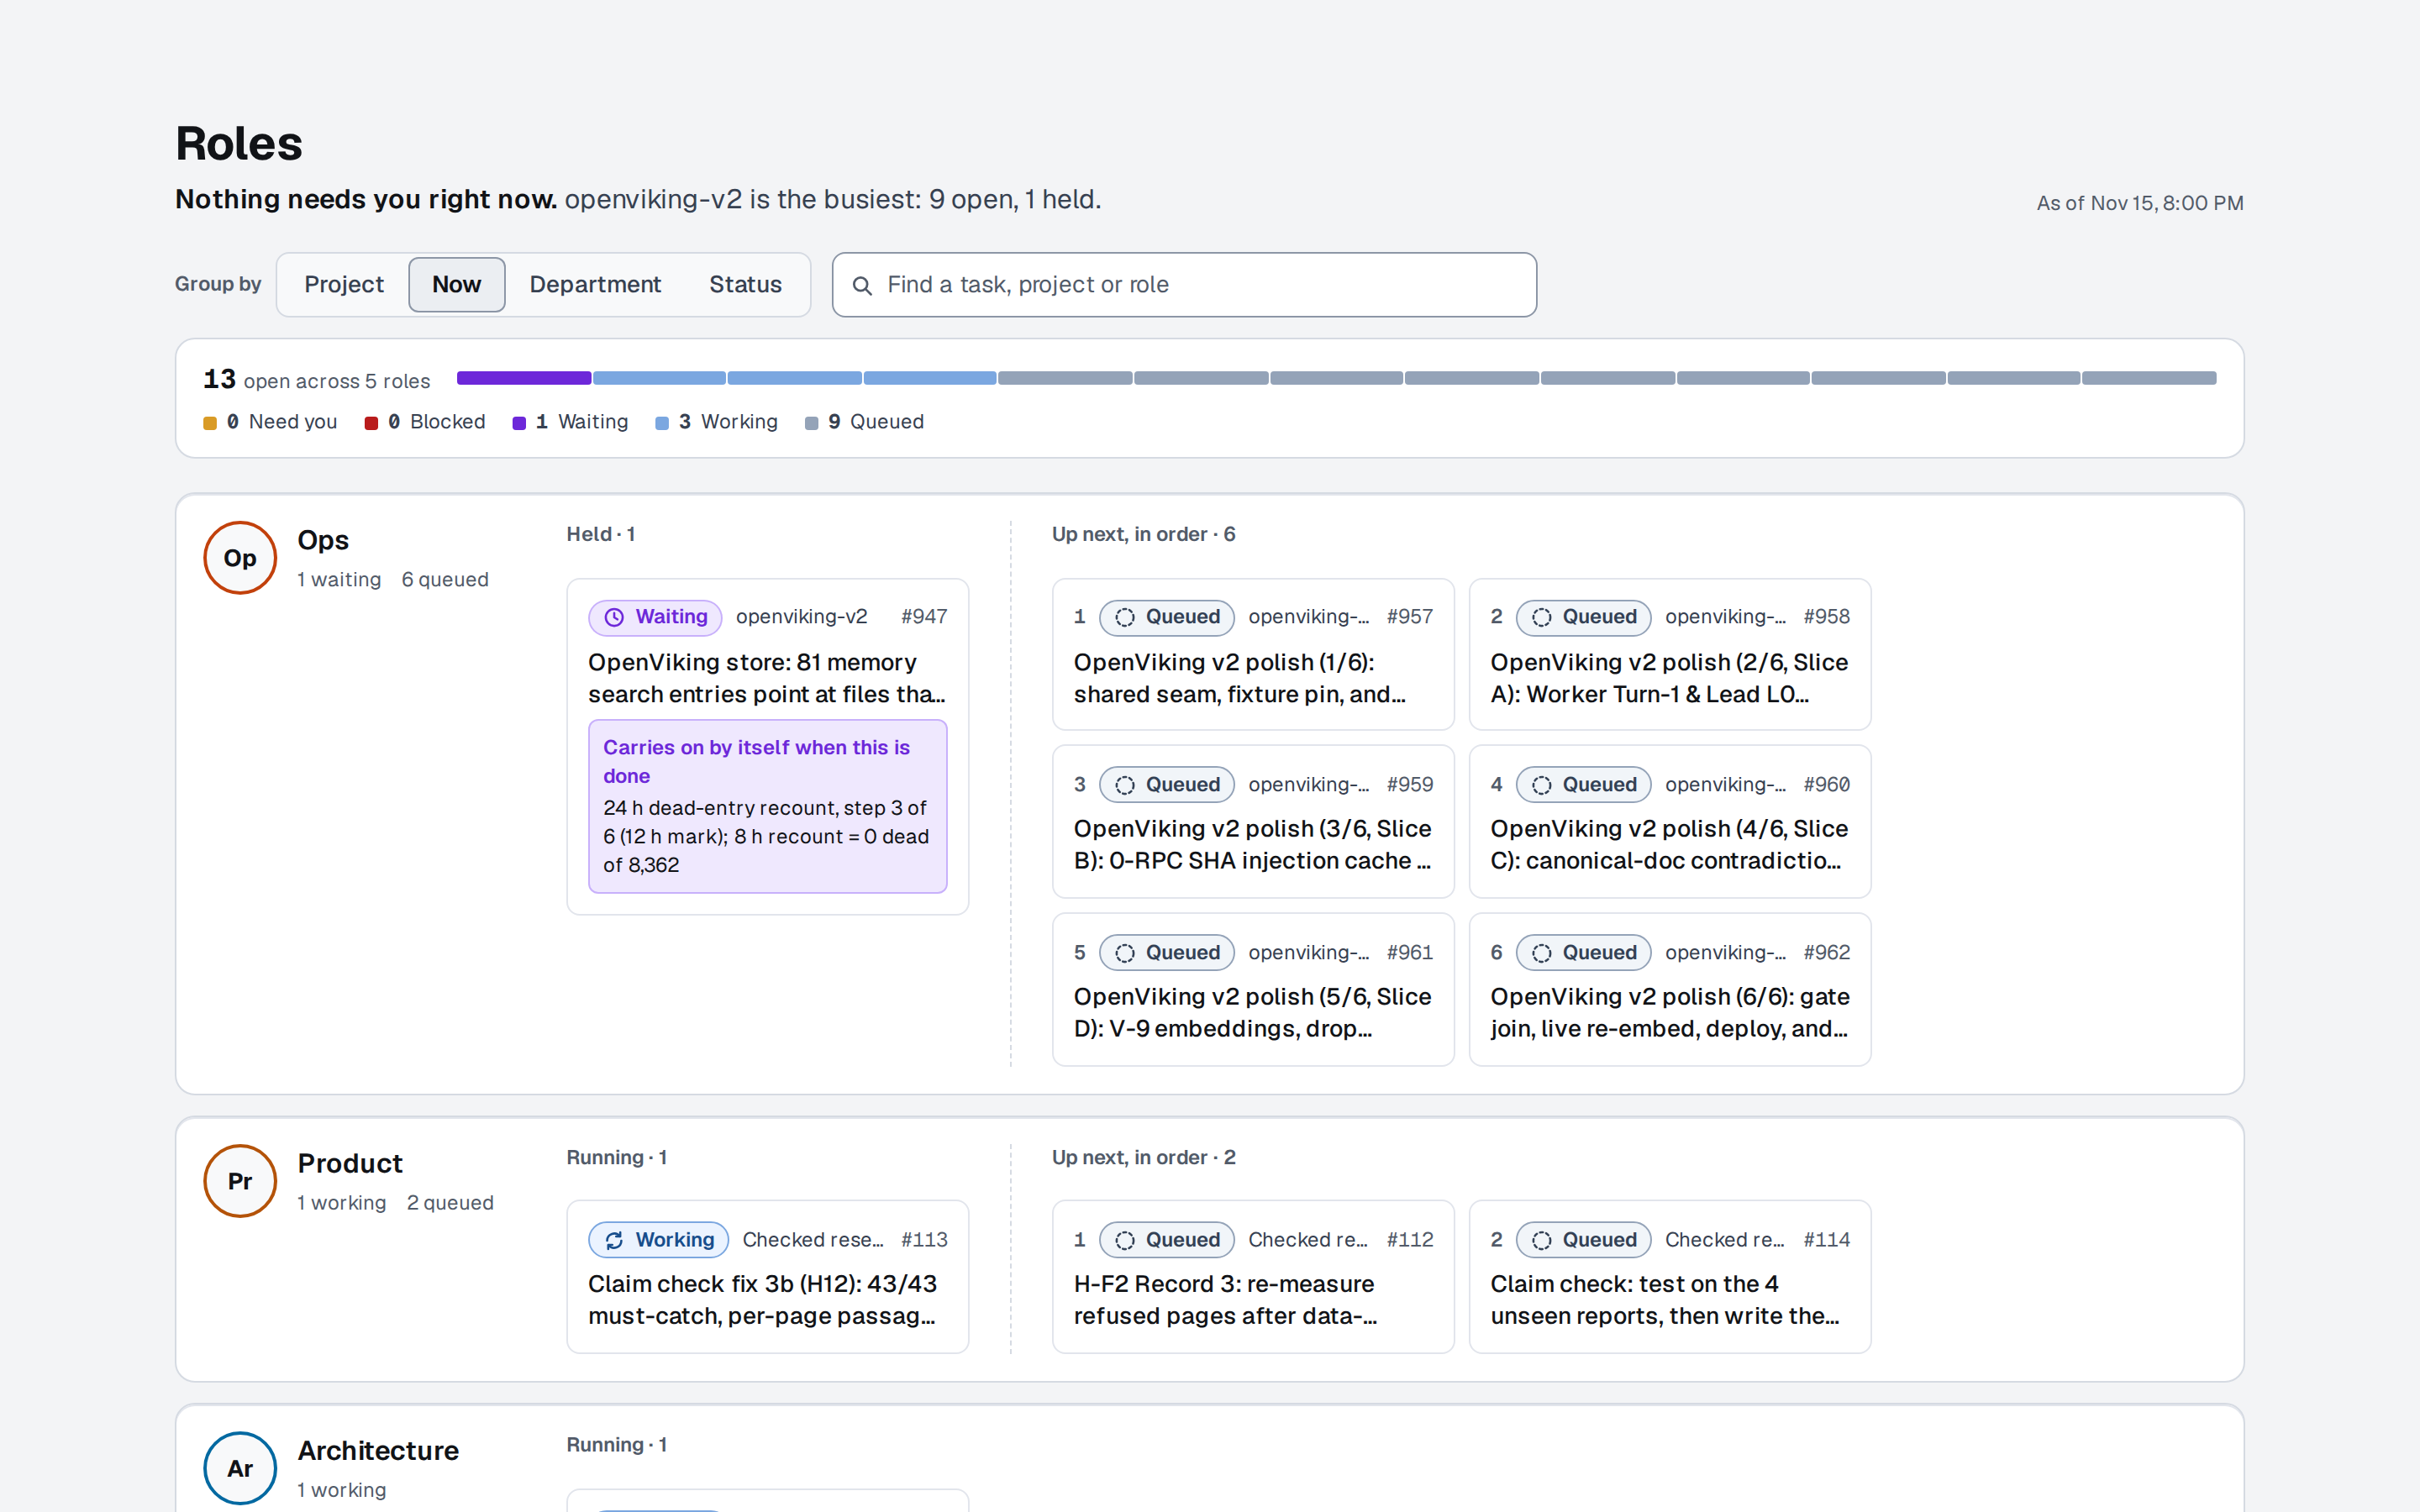 Roles
Nothing needs you right now. openviking-v2 is the busiest: 9 open, 1 held.
As of Nov 15, 8:00 PM
Group by
Project
Now
Department
Status
Find a task, project or role
13 open across 5 roles
0 Need you
0 Blocked
1 Waiting
3 Working
9 Queued
Op
Ops
1 waiting 6 queued
Held · 1
Waiting openviking-v2 #947
OpenViking store: 81 memory
search entries point at files tha...
Carries on by itself when this is
done
24 h dead-entry recount, step 3 of
6 (12 h mark); 8 h recount = 0 dead
of 8,362
Up next, in order · 6
1 Queued openviking-... #957
OpenViking v2 polish (1/6):
shared seam, fixture pin, and...
2 Queued openviking-... #958
OpenViking v2 polish (2/6, Slice
A): Worker Turn-1 & Lead L0...
3 Queued openviking-... #959
OpenViking v2 polish (3/6, Slice
B): 0-RPC SHA injection cache ...
4 Queued openviking-... #960
OpenViking v2 polish (4/6, Slice
C): canonical-doc contradictio...
5 Queued openviking-... #961
OpenViking v2 polish (5/6, Slice
D): V-9 embeddings, drop...
6 Queued openviking-... #962
OpenViking v2 polish (6/6): gate
join, live re-embed, deploy, and...
Pr
Product
1 working 2 queued
Running · 1
Working Checked rese... #113
Claim check fix 3b (H12): 43/43
must-catch, per-page passag...
Up next, in order · 2
1 Queued Checked re... #112
H-F2 Record 3: re-measure
refused pages after data-...
2 Queued Checked re... #114
Claim check: test on the 4
unseen reports, then write the...
Ar
Architecture
1 working
Running · 1